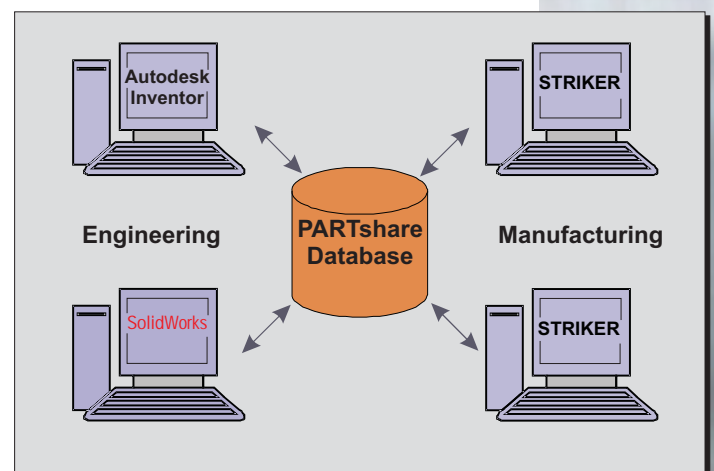 Autodesk
Inventor
STRIKER
Engineering
PARTshare
Database
Manufacturing
SolidWorks
STRIKER